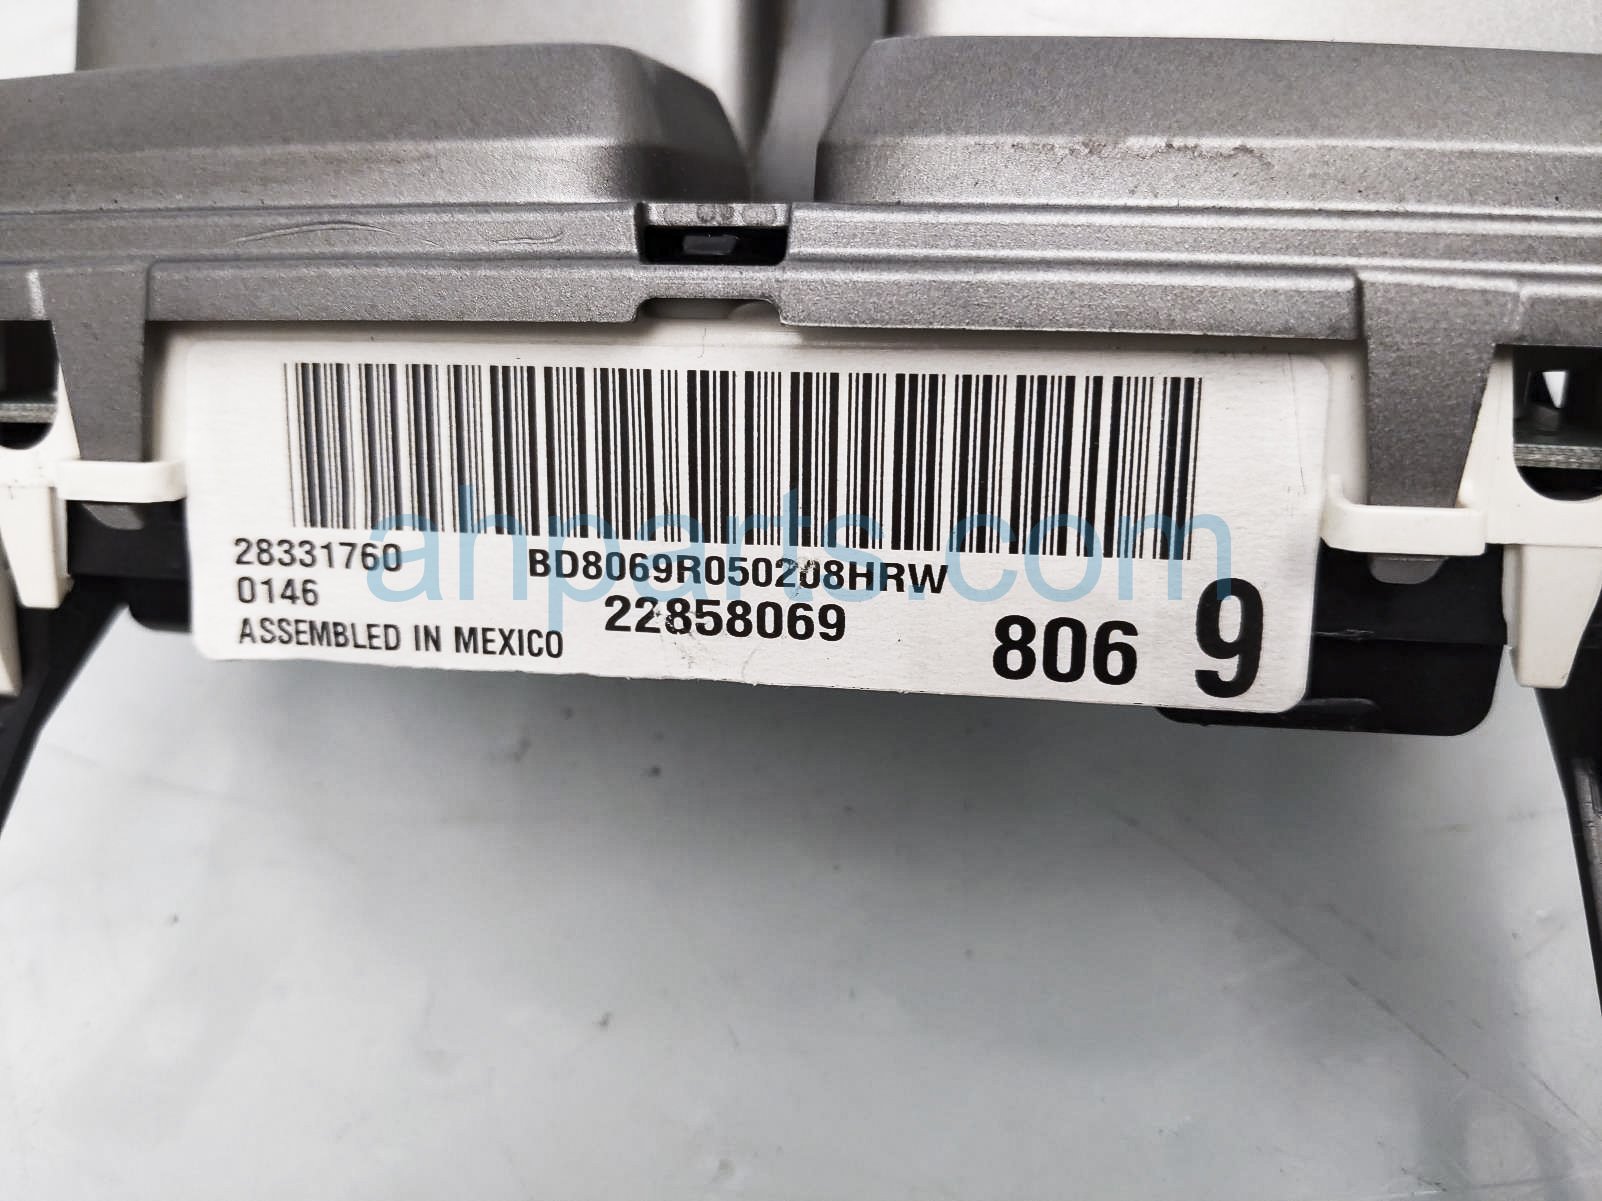 28331760
0146
ASSEMBLED IN MEXICO
BD8069R050208HRW
22858069
806 9
ahparts.com